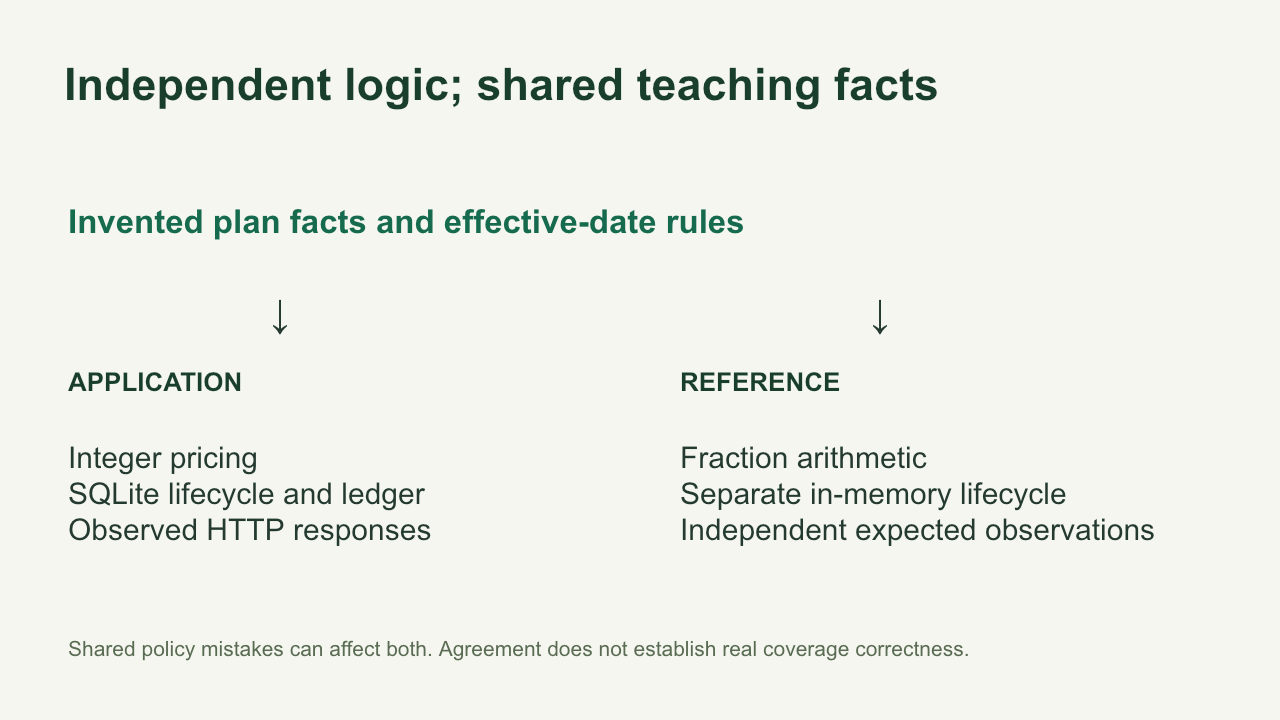 Independent logic; shared teaching facts
Invented plan facts and effective-date rules
↓ ↓
APPLICATION
Integer pricing
SQLite lifecycle and ledger
Observed HTTP responses
REFERENCE
Fraction arithmetic
Separate in-memory lifecycle
Independent expected observations
Shared policy mistakes can affect both. Agreement does not establish real coverage correctness.